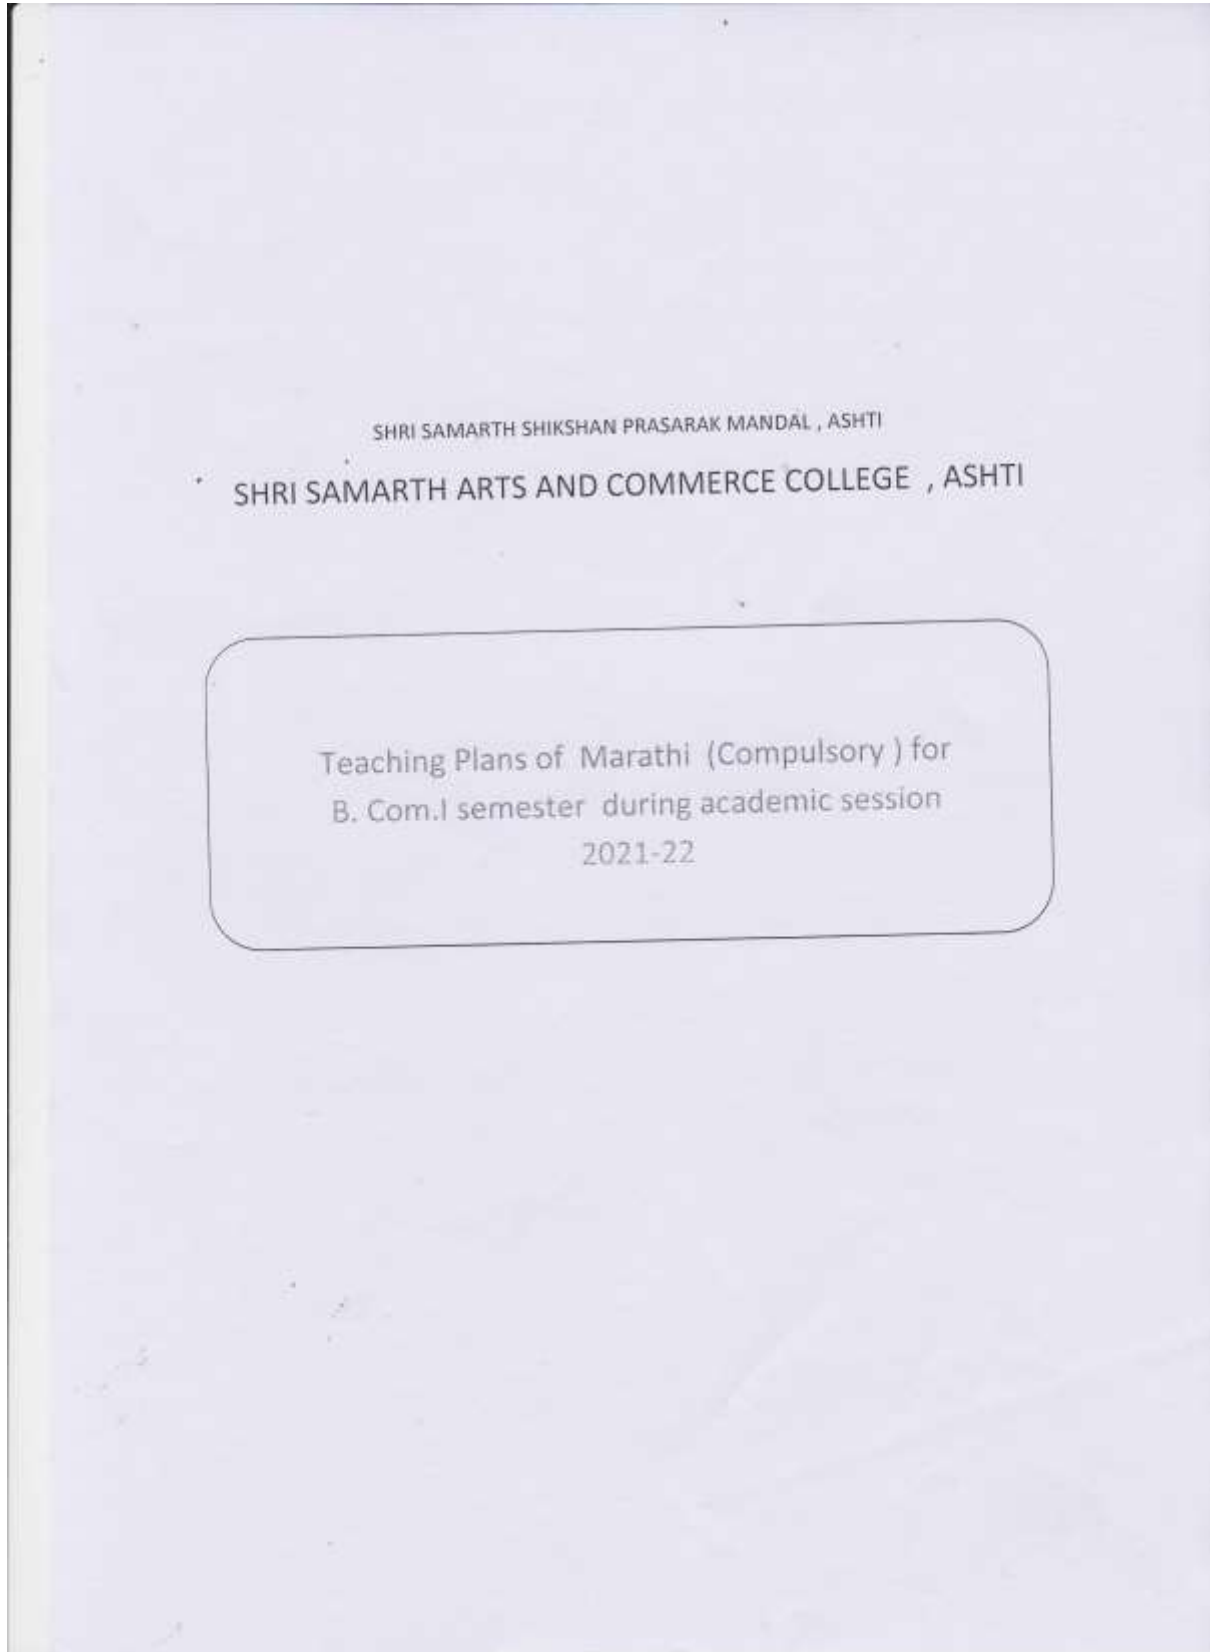 SHRI SAMARTH SHIKSHAN PRASARAK MANDAL , ASHTI
SHRI SAMARTH ARTS AND COMMERCE COLLEGE , ASHTI
Teaching Plans of Marathi (Compulsory ) for
B. Com.I semester during academic session
2021-22